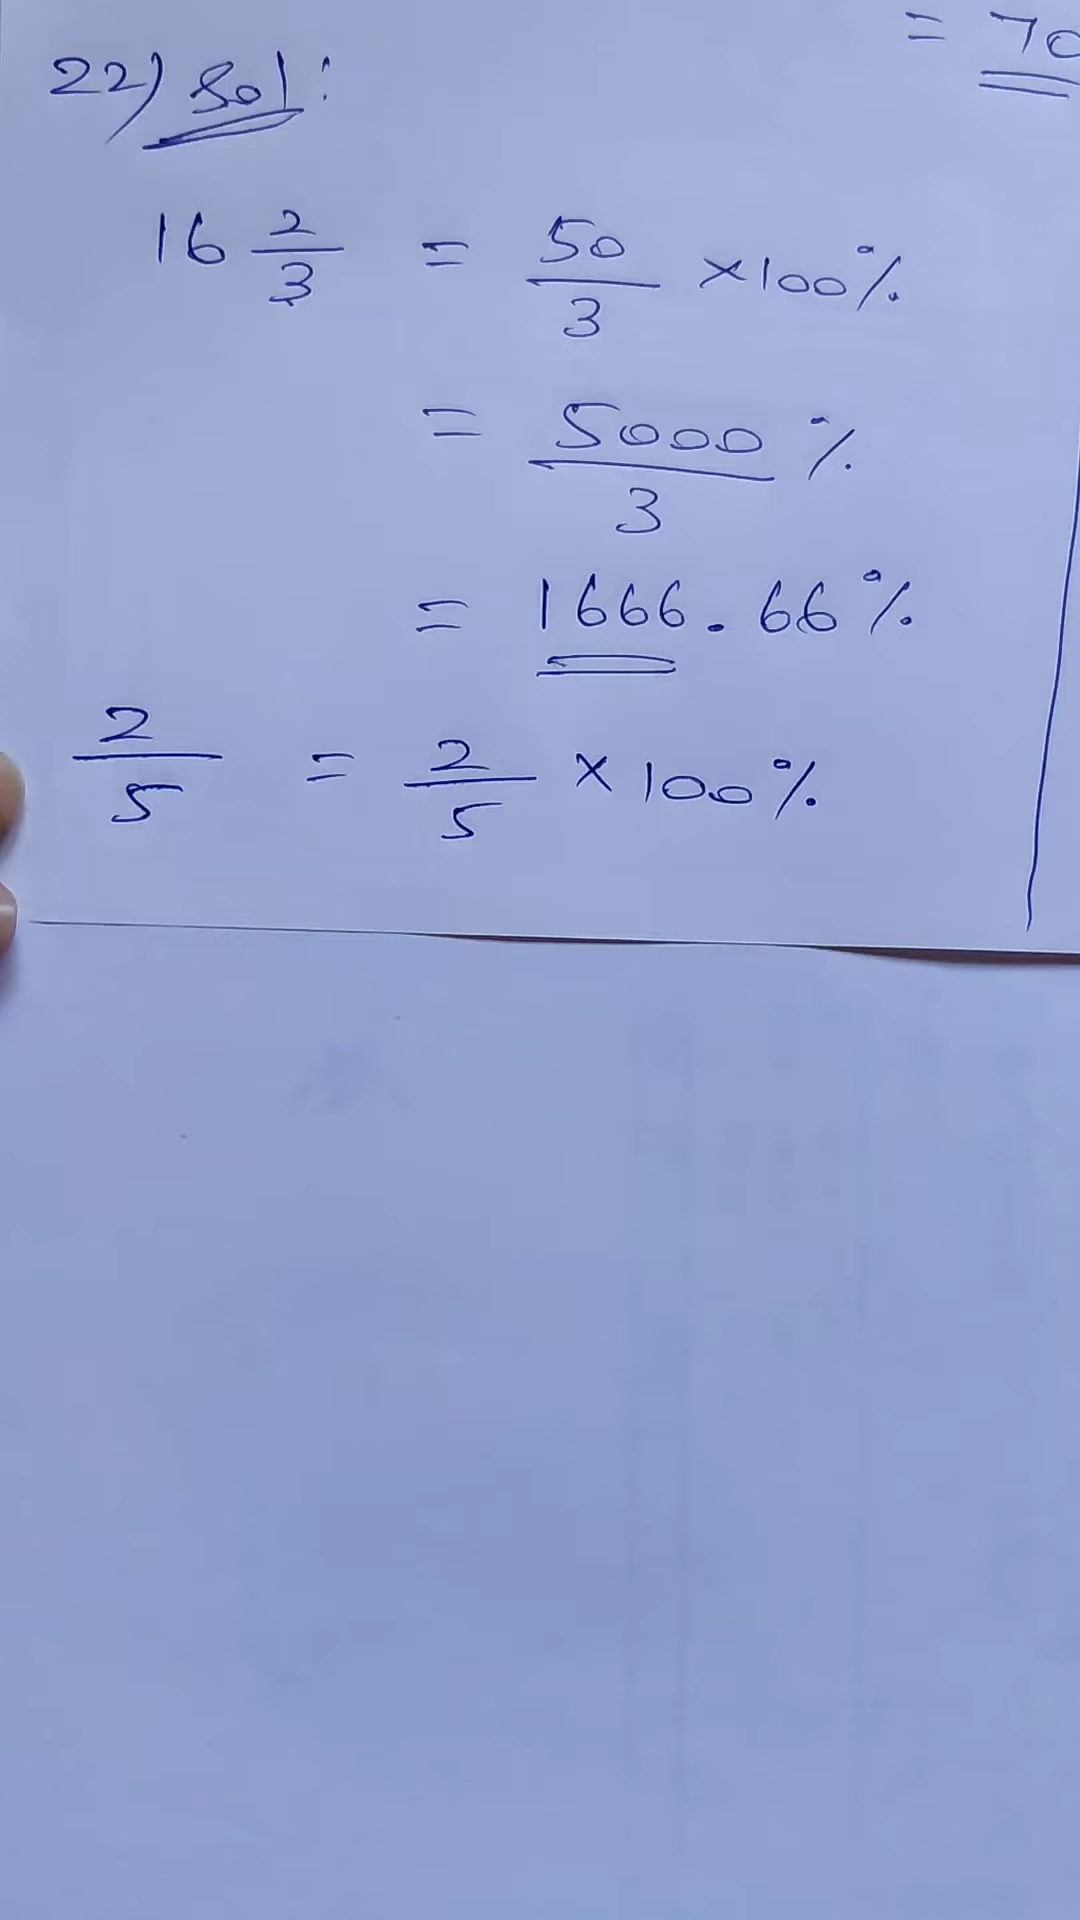 = 70
22) Sol:
16 2/3 = 50/3 ×100%
= 5000/3 %
= 1666.66%
2/5 = 2/5 × 100%